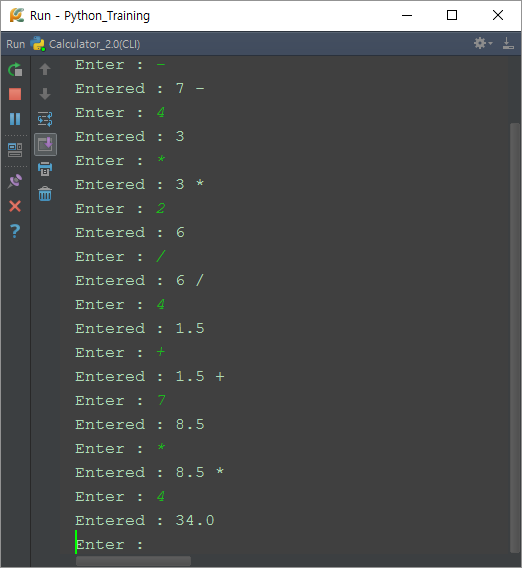 Run - Python_Training
Run Calculator_2.0(CLI)
Enter : -
Entered : 7 -
Enter : 4
Entered : 3
Enter : *
Entered : 3 *
Enter : 2
Entered : 6
Enter : /
Entered : 6 /
Enter : 4
Entered : 1.5
Enter : +
Entered : 1.5 +
Enter : 7
Entered : 8.5
Enter : *
Entered : 8.5 *
Enter : 4
Entered : 34.0
Enter :